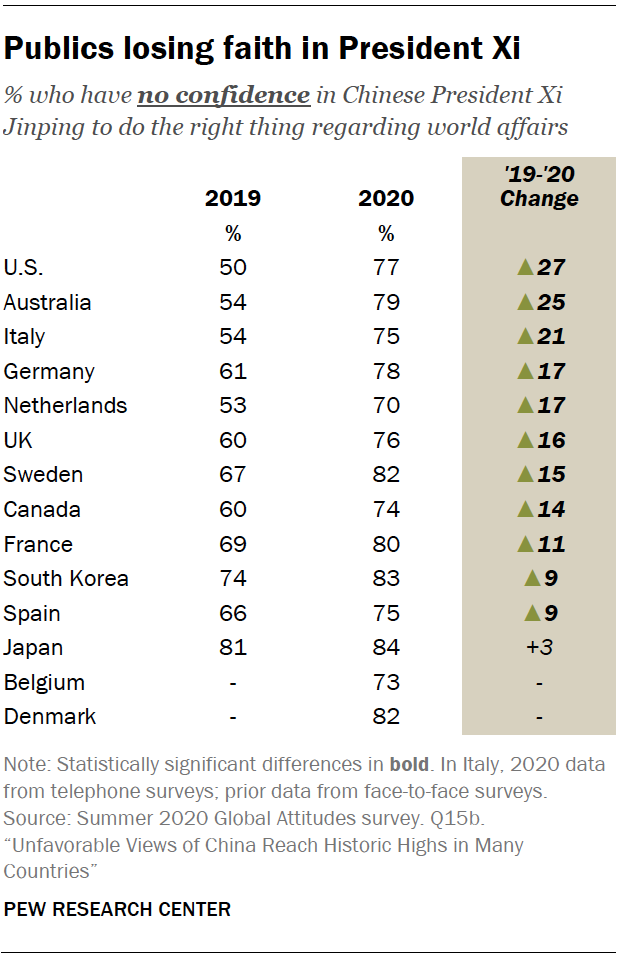 Publics losing faith in President Xi
% who have no confidence in Chinese President Xi
Jinping to do the right thing regarding world affairs
'19-'20
2019 2020 Change
% %
U.S. 50 77 ▲27
Australia 54 79 ▲25
Italy 54 75 ▲21
Germany 61 78 ▲17
Netherlands 53 70 ▲17
UK 60 76 ▲16
Sweden 67 82 ▲15
Canada 60 74 ▲14
France 69 80 ▲11
South Korea 74 83 ▲9
Spain 66 75 ▲9
Japan 81 84 +3
Belgium - 73 -
Denmark - 82 -
Note: Statistically significant differences in bold. In Italy, 2020 data
from telephone surveys; prior data from face-to-face surveys.
Source: Summer 2020 Global Attitudes survey. Q15b.
“Unfavorable Views of China Reach Historic Highs in Many
Countries”
PEW RESEARCH CENTER